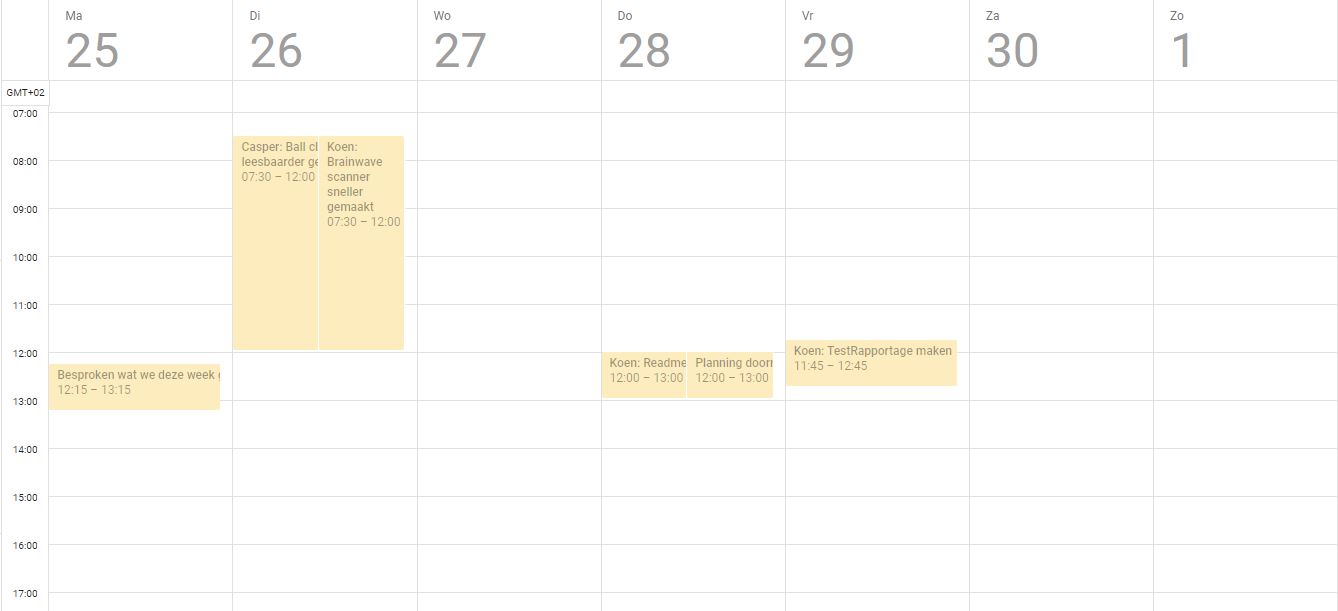 Ma
25
Di
26
Wo
27
Do
28
Vr
29
Za
30
Zo
1
GMT+02
07:00
08:00
09:00
10:00
11:00
12:00
13:00
14:00
15:00
16:00
17:00
Besproken wat we deze week
12:15 – 13:15
Casper: Ball
leesbaarder
07:30 – 12:00
Koen:
Brainwave
scanner
sneller
gemaakt
07:30 – 12:00
Koen: Readme
12:00 – 13:00
Planning
12:00 – 13:00
Koen: TestRapportage maken
11:45 – 12:45